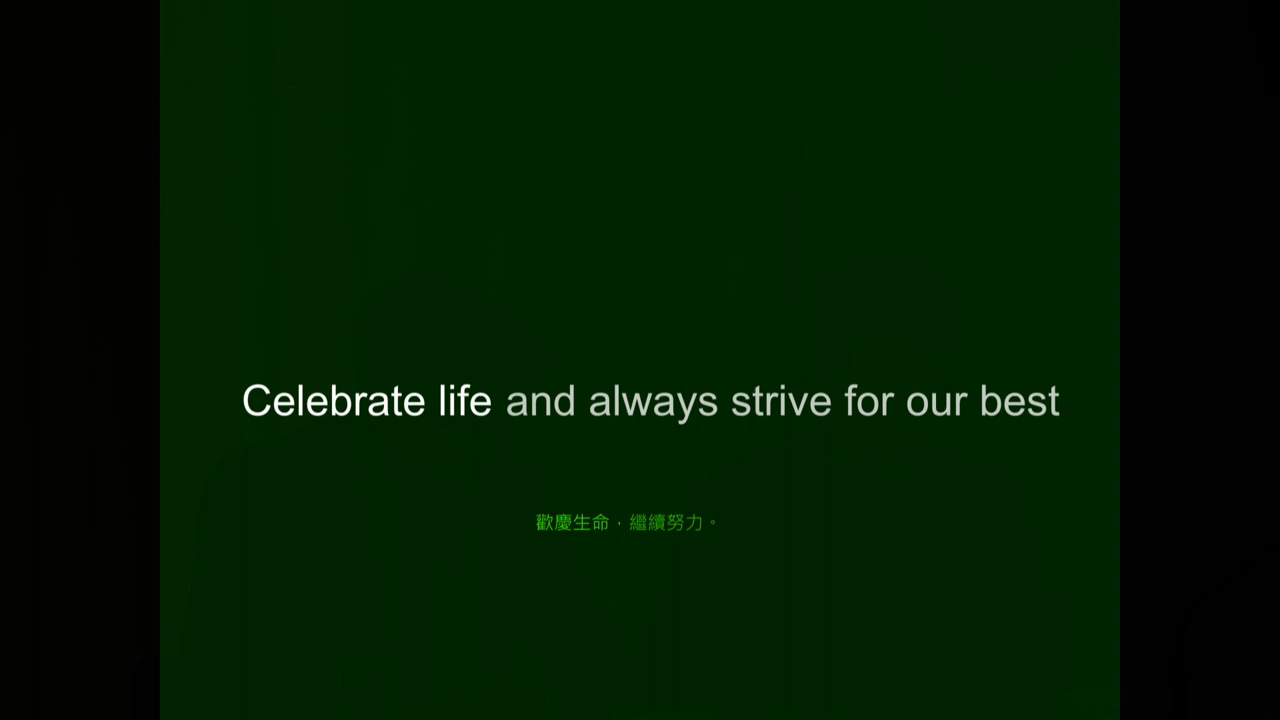 Celebrate life and always strive for our best
歡慶生命，繼續努力。